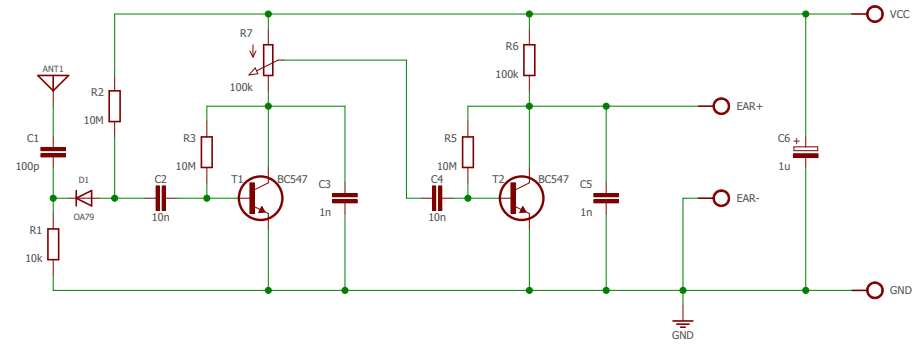 VCC
R7
100k
R6
100k
ANT1
R2
10M
EAR+
C1
100p
R3
10M
R5
10M
C6
+
1u
D1
OA79
C2
10n
T1
BC547
C3
1n
C4
10n
T2
BC547
C5
1n
EAR-
R1
10k
GND
GND